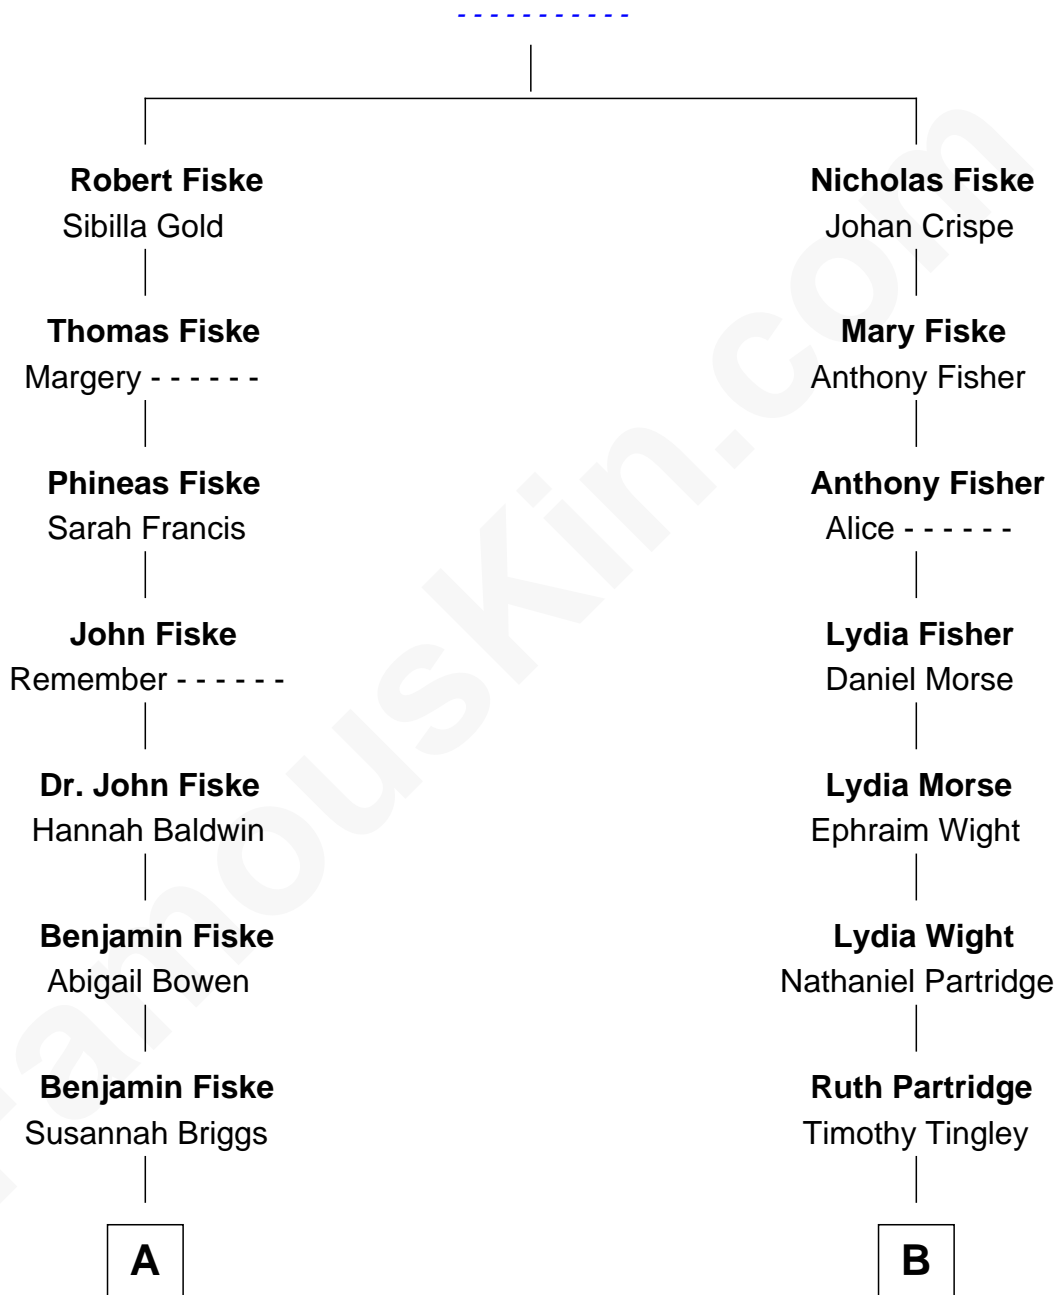 - - - - - - - - - - -
Robert Fiske
Sibilla Gold
Thomas Fiske
Margery - - - - - -
Phineas Fiske
Sarah Francis
John Fiske
Remember - - - - - -
Dr. John Fiske
Hannah Baldwin
Benjamin Fiske
Abigail Bowen
Benjamin Fiske
Susannah Briggs
A
Nicholas Fiske
Johan Crispe
Mary Fiske
Anthony Fisher
Anthony Fisher
Alice - - - - - -
Lydia Fisher
Daniel Morse
Lydia Morse
Ephraim Wight
Lydia Wight
Nathaniel Partridge
Ruth Partridge
Timothy Tingley
B
FamousKin.com